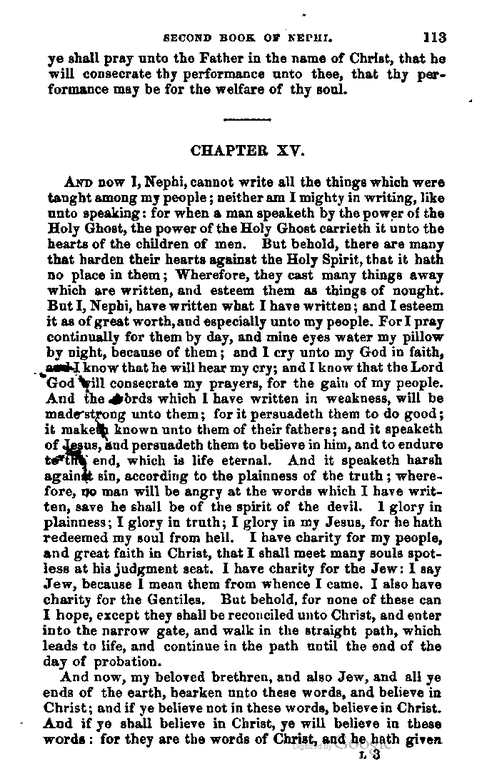 SECOND BOOK OF NEPHI. 113
ye shall pray unto the Father in the name of Christ, that he
will consecrate thy performance unto thee, that thy per-
formance may be for the welfare of thy soul.
CHAPTER XV.
AND now I, Nephi, cannot write all the things which were
taught among my people; neither am I mighty in writing, like
unto speaking: for when a man speaketh by the power of the
Holy Ghost, the power of the Holy Ghost carrieth it unto the
hearts of the children of men. But behold, there are many
that harden their hearts against the Holy Spirit, that it hath
no place in them; Wherefore, they cast many things away
which are written, and esteem them as things of nought.
But I, Nephi, have written what I have written; and I esteem
it as of great worth, and especially unto my people. For I pray
continually for them by day, and mine eyes water my pillow
by night, because of them; and I cry unto my God in faith,
and I know that he will hear my cry; and I know that the Lord
God will consecrate my prayers, for the gain of my people.
And the words which I have written in weakness, will be
made strong unto them; for it persuadeth them to do good;
it maketh known unto them of their fathers; and it speaketh
of Jesus, and persuadeth them to believe in him, and to endure
to the end, which is life eternal. And it speaketh harsh
against sin, according to the plainness of the truth; where-
fore, no man will be angry at the words which I have writ-
ten, save he shall be of the spirit of the devil. I glory in
plainness; I glory in truth; I glory in my Jesus, for he hath
redeemed my soul from hell. I have charity for my people,
and great faith in Christ, that I shall meet many souls spot-
less at his judgment seat. I have charity for the Jew: I say
Jew, because I mean them from whence I came. I also have
charity for the Gentiles. But behold, for none of these can
I hope, except they shall be reconciled unto Christ, and enter
into the narrow gate, and walk in the straight path, which
leads to life, and continue in the path until the end of the
day of probation.
And now, my beloved brethren, and also Jew, and all ye
ends of the earth, hearken unto these words, and believe in
Christ; and if ye believe not in these words, believe in Christ.
And if ye shall believe in Christ, ye will believe in these
words: for they are the words of Christ, and he hath given
Digitized by Google
L 3